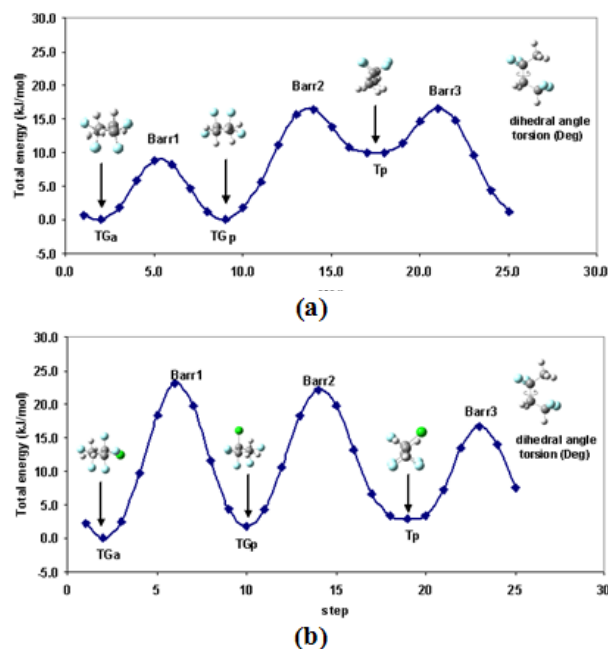 (a)
Total energy (kJ/mol)
30.0
25.0
20.0
15.0
10.0
5.0
0.0
5.0
Barr1
Barr2
Barr3
TGa
TGp
Tp
dihedral angle
torsion (Deg)
0.0 5.0 10.0 15.0 20.0 25.0 30.0
(a)
Total energy (kJ/mol)
30.0
25.0
20.0
15.0
10.0
5.0
0.0
5.0
Barr1
Barr2
Barr3
TGa
TGp
Tp
dihedral angle
torsion (Deg)
0 5 10 15 20 25 30
step
(b)